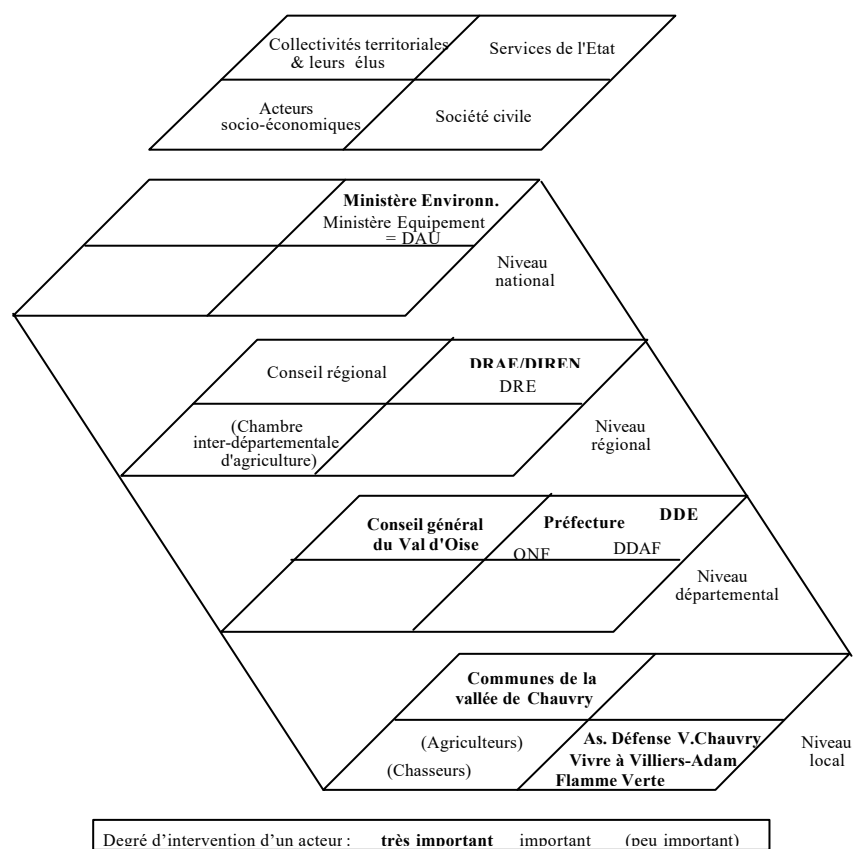 Collectivités territoriales
& leurs élus
Services de l'Etat
Acteurs
socio-économiques
Société civile
Ministère Environn.
Ministère Equipement
= DAU
Niveau
national
Conseil régional
DRAE/DIREN
DRE
(Chambre
inter-départementale
d'agriculture)
Niveau
régional
Conseil général
du Val d'Oise
Préfecture
DDE
ONF
DDAF
Niveau
départemental
Communes de la
vallée de Chauvry
(Agriculteurs)
(Chasseurs)
As. Défense V.Chauvry
Vivre à Villiers-Adam
Flamme Verte
Niveau
local
Degré d'intervention d'un acteur : très important important (peu important)